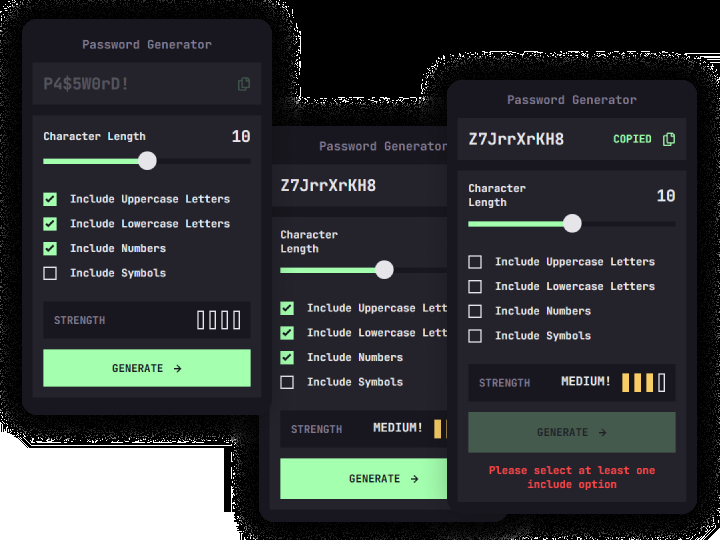 Password Generator
P4$5W0rD!
Character Length 10
Include Uppercase Letters
Include Lowercase Letters
Include Numbers
Include Symbols
STRENGTH
GENERATE →
Password Generator
Z7JrrXrKH8
Character
Length
Include Uppercase Lett
Include Lowercase Lett
Include Numbers
Include Symbols
STRENGTH MEDIUM!
GENERATE →
Password Generator
Z7JrrXrKH8 COPIED
Character
Length 10
Include Uppercase Letters
Include Lowercase Letters
Include Numbers
Include Symbols
STRENGTH MEDIUM!
GENERATE →
Please select at least one
include option